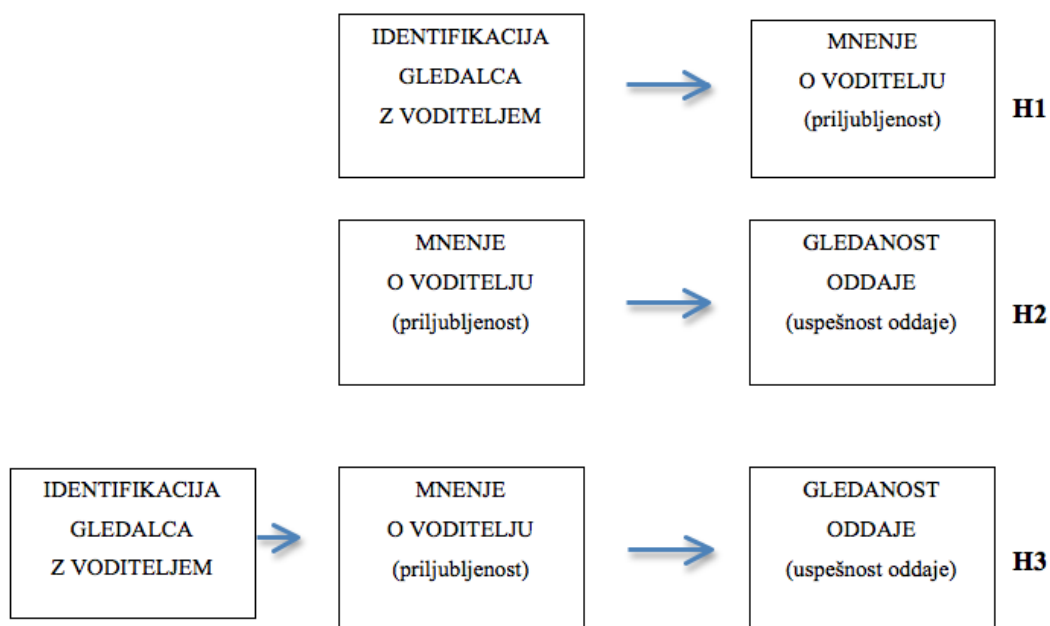 IDENTIFIKACIJA
GLEDALCA
Z VODITELJEM
MNENJE
O VODITELJU
(priljubljenost)
H1
MNENJE
O VODITELJU
(priljubljenost)
GLEDANOST
ODDAJE
(uspešnost oddaje)
H2
IDENTIFIKACIJA
GLEDALCA
Z VODITELJEM
MNENJE
O VODITELJU
(priljubljenost)
GLEDANOST
ODDAJE
(uspešnost oddaje)
H3